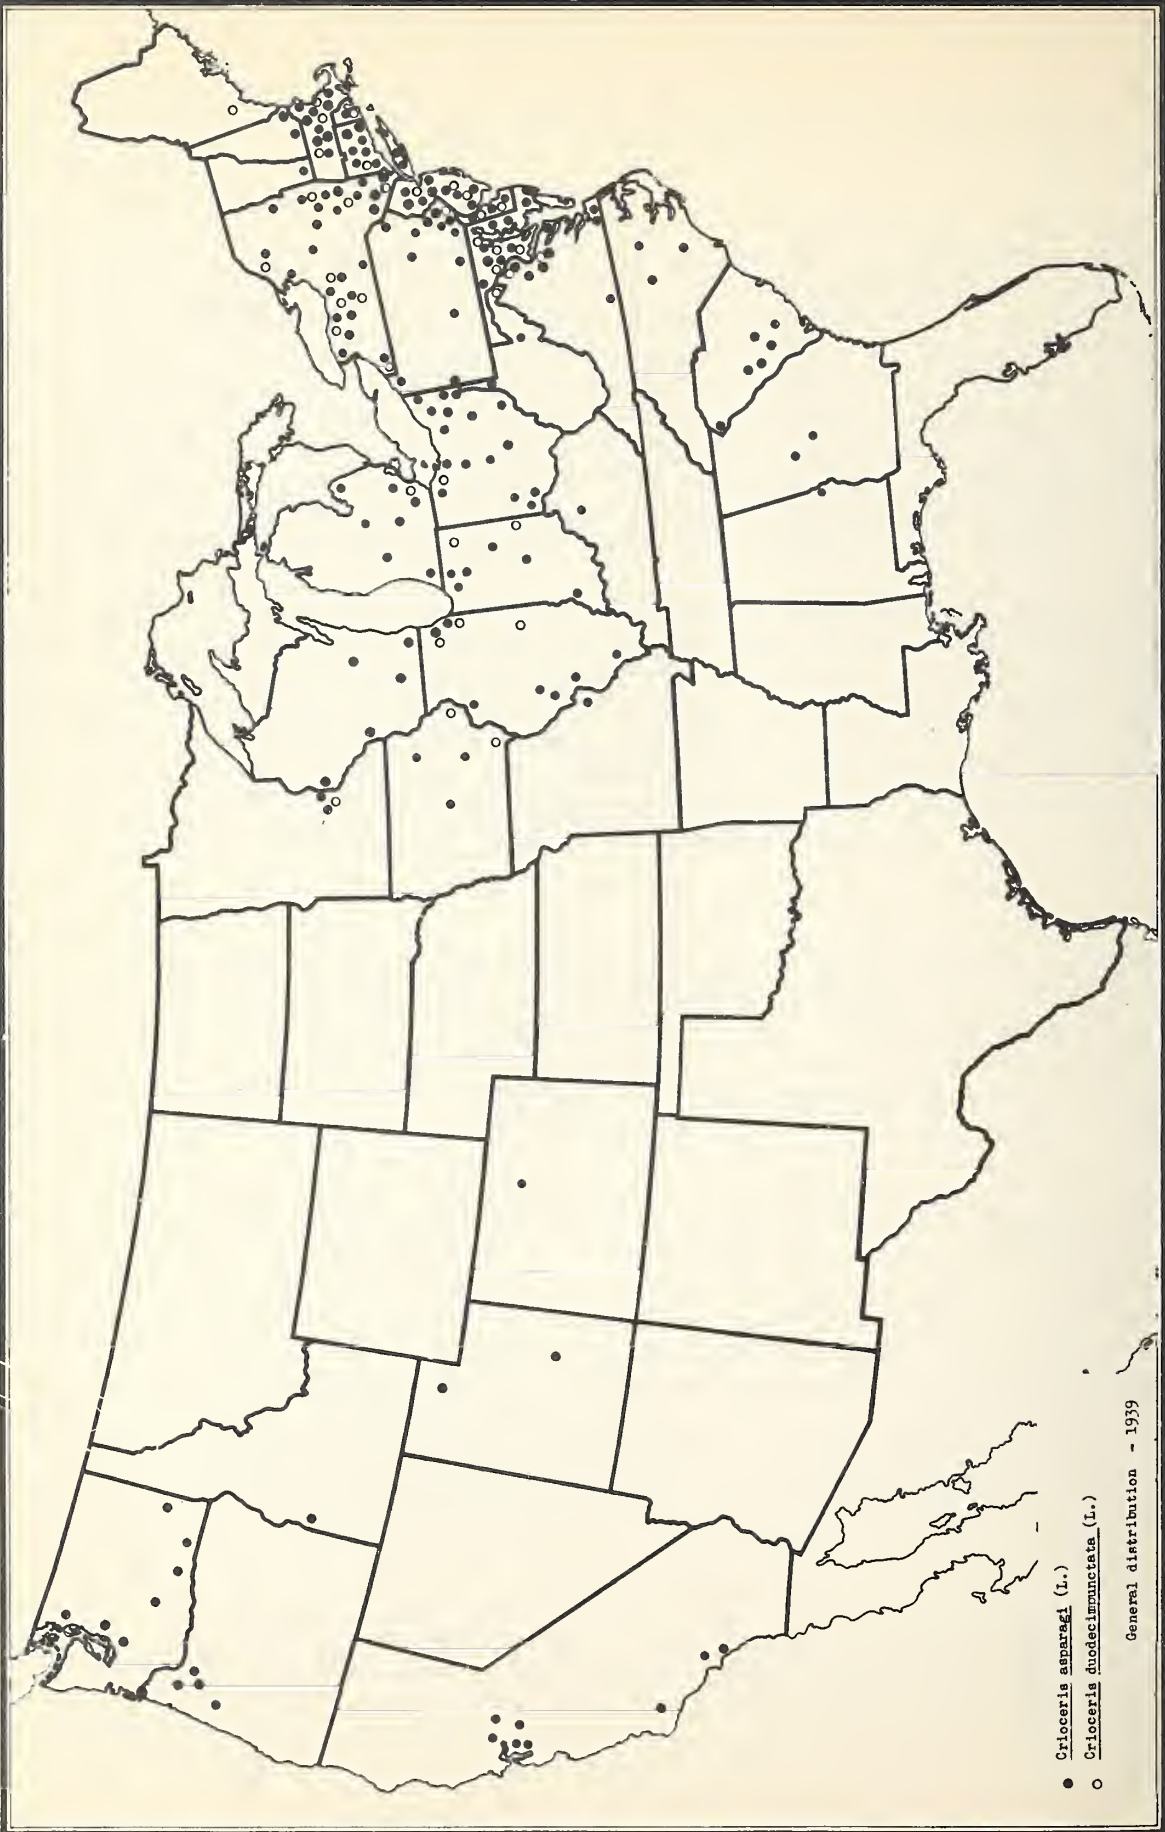 ● Crioceris asparagi (L.)
○ Crioceris duodecimpunctata (L.)
General distribution - 1939